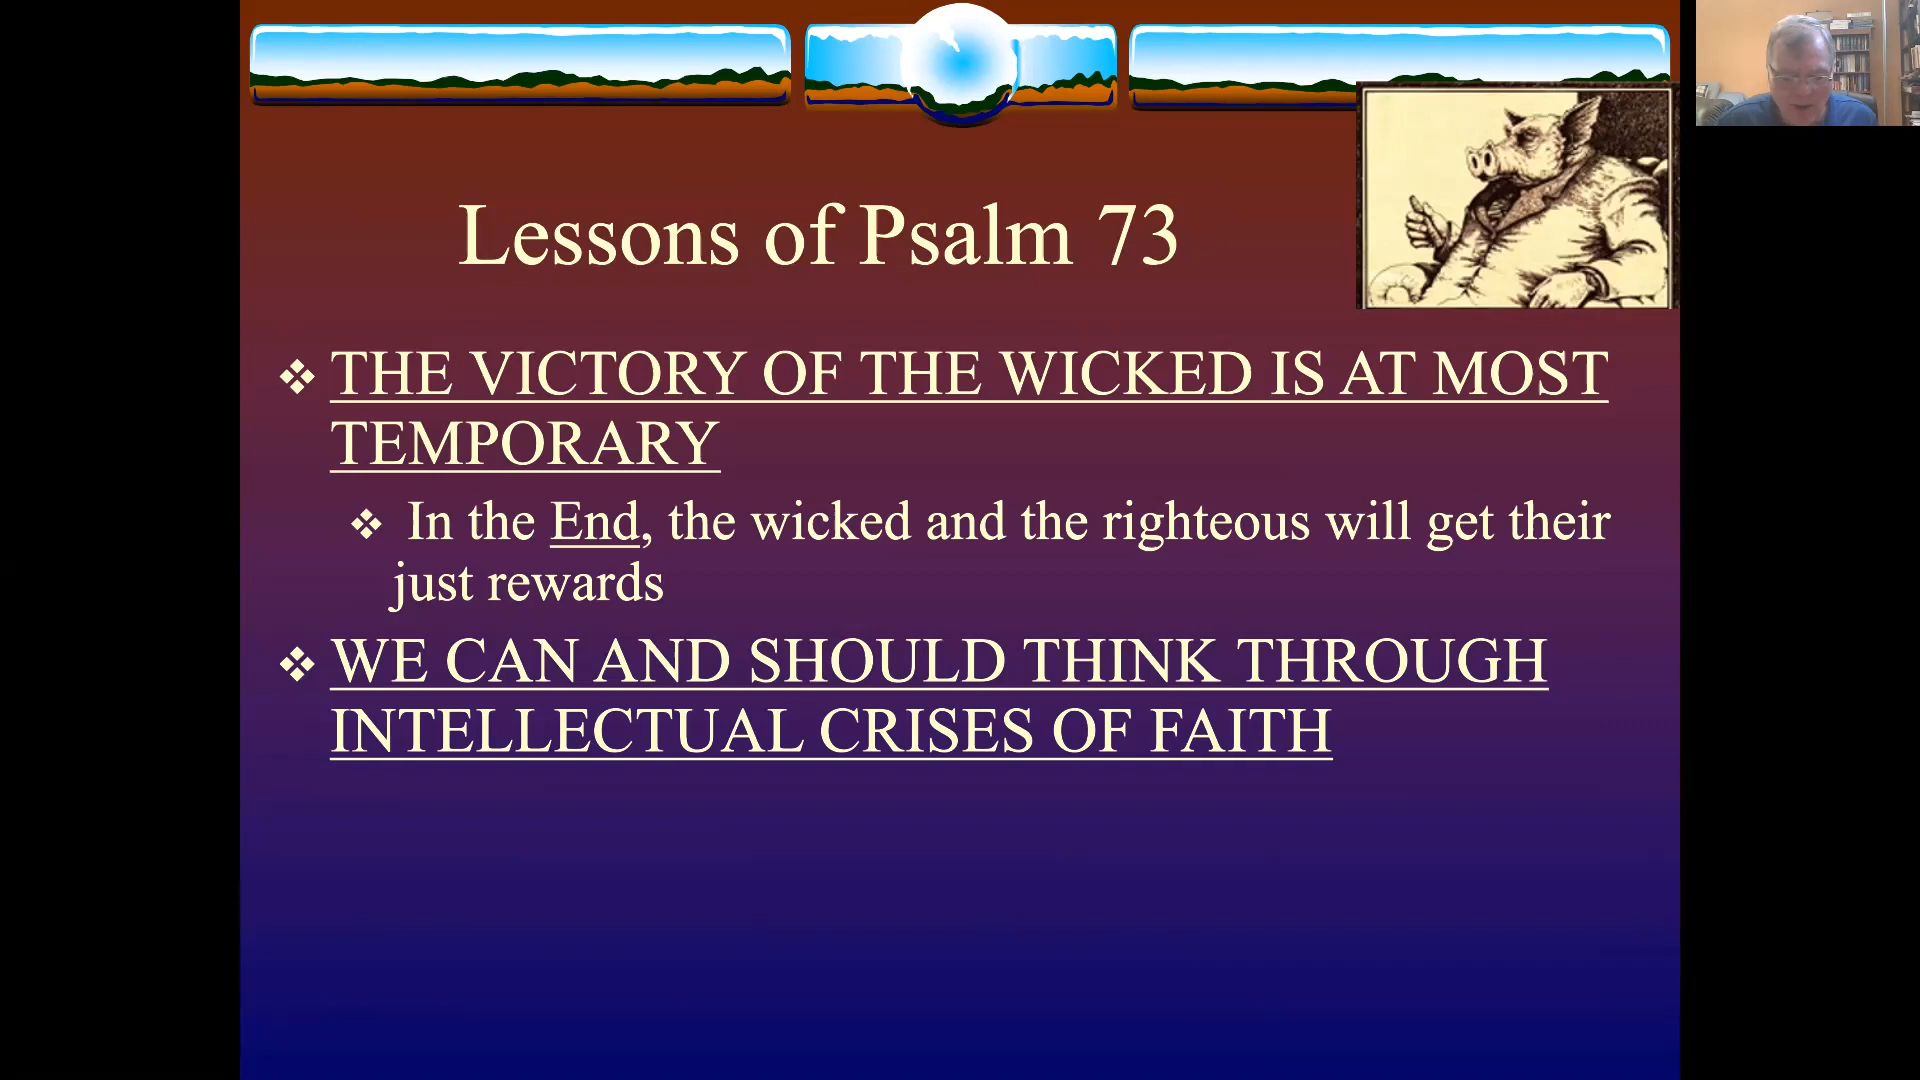 Lessons of Psalm 73
❖ THE VICTORY OF THE WICKED IS AT MOST
TEMPORARY
❖ In the End, the wicked and the righteous will get their
just rewards
❖ WE CAN AND SHOULD THINK THROUGH
INTELLECTUAL CRISES OF FAITH